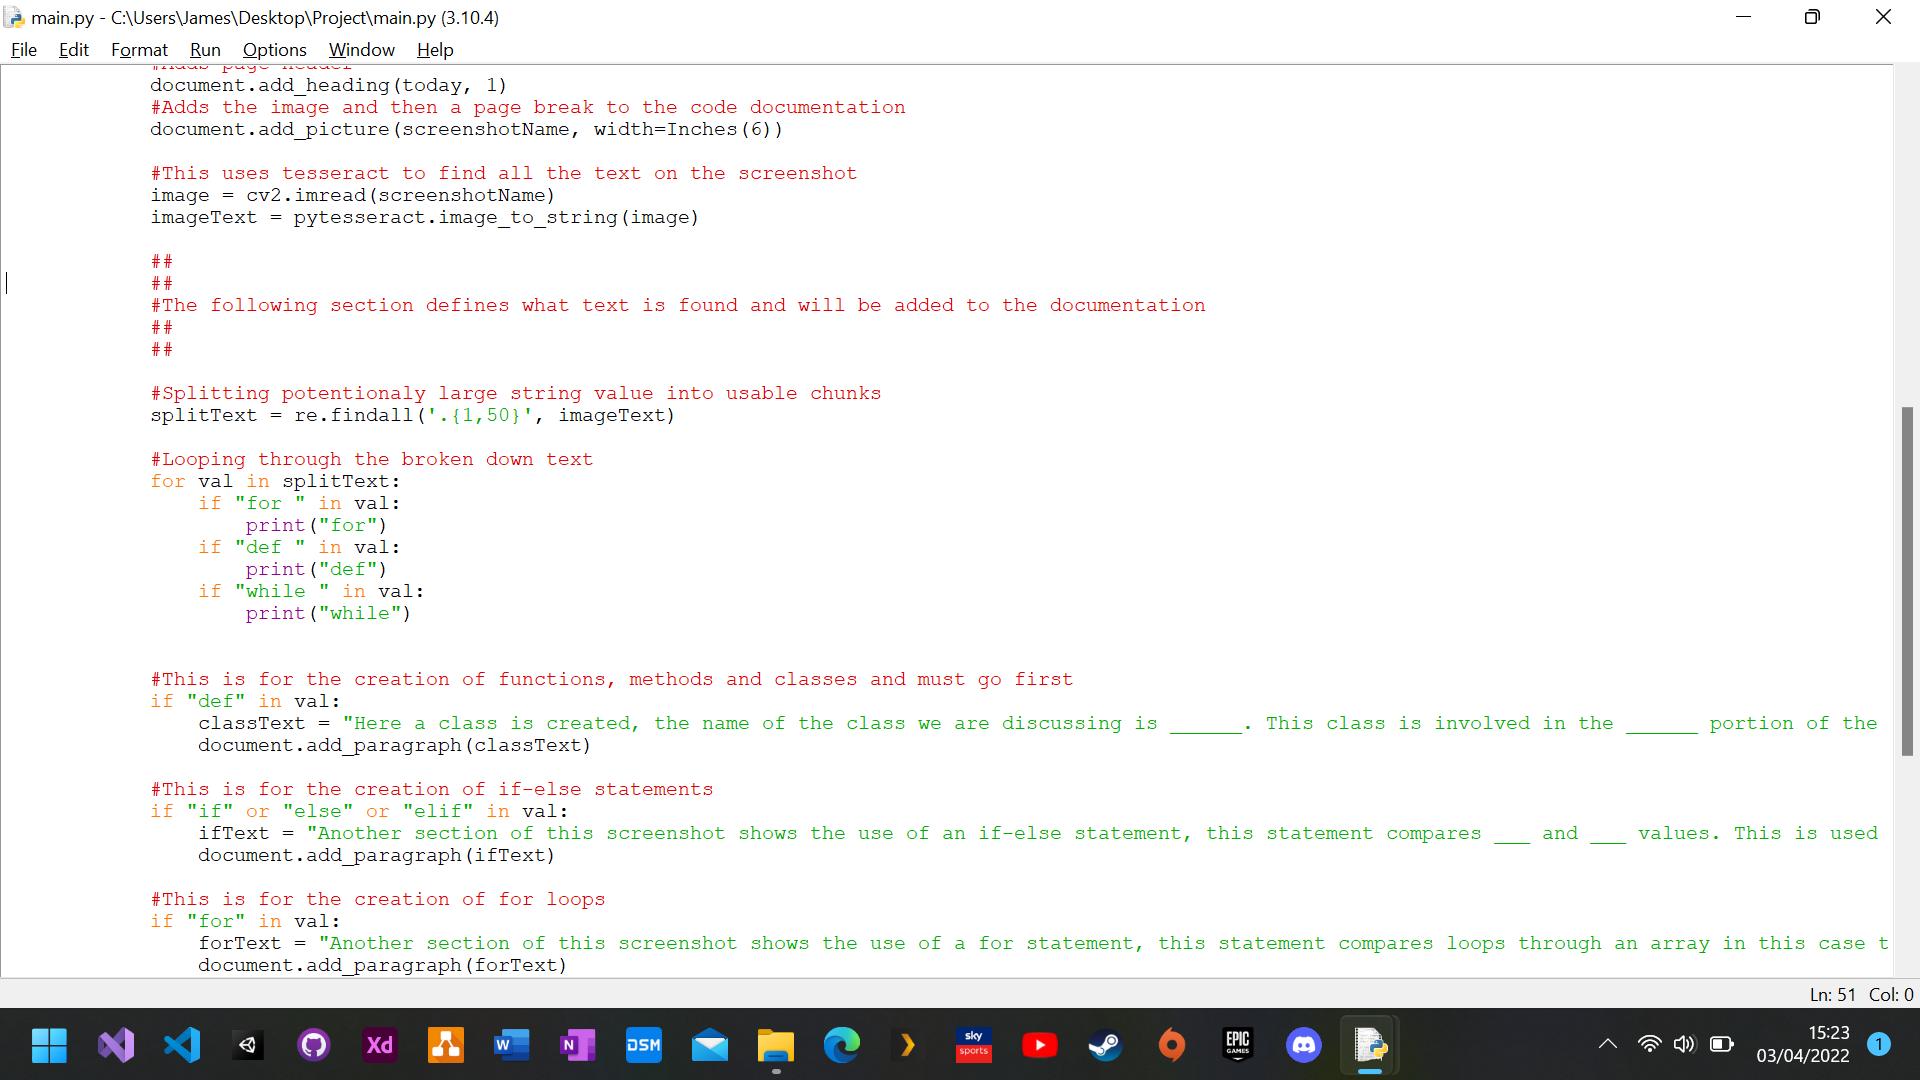 main.py - C:\Users\James\Desktop\Project\main.py (3.10.4)
File Edit Format Run Options Window Help
#Adds page header
document.add_heading(today, 1)
#Adds the image and then a page break to the code documentation
document.add_picture(screenshotName, width=Inches(6))
#This uses tesseract to find all the text on the screenshot
image = cv2.imread(screenshotName)
imageText = pytesseract.image_to_string(image)
##
##
#The following section defines what text is found and will be added to the documentation
##
##
#Splitting potentionaly large string value into usable chunks
splitText = re.findall('.{1,50}', imageText)
#Looping through the broken down text
for val in splitText:
    if "for " in val:
        print("for")
    if "def " in val:
        print("def")
    if "while " in val:
        print("while")
#This is for the creation of functions, methods and classes and must go first
if "def" in val:
    classText = "Here a class is created, the name of the class we are discussing is ______. This class is involved in the ______ portion of the
    document.add_paragraph(classText)
#This is for the creation of if-else statements
if "if" or "else" or "elif" in val:
    ifText = "Another section of this screenshot shows the use of an if-else statement, this statement compares ___ and ___ values. This is used
    document.add_paragraph(ifText)
#This is for the creation of for loops
if "for" in val:
    forText = "Another section of this screenshot shows the use of a for statement, this statement compares loops through an array in this case t
    document.add_paragraph(forText)
Ln: 51 Col: 0
Xd
W
N
DSM
sky
sports
EPIC
GAMES
15:23
03/04/2022
1